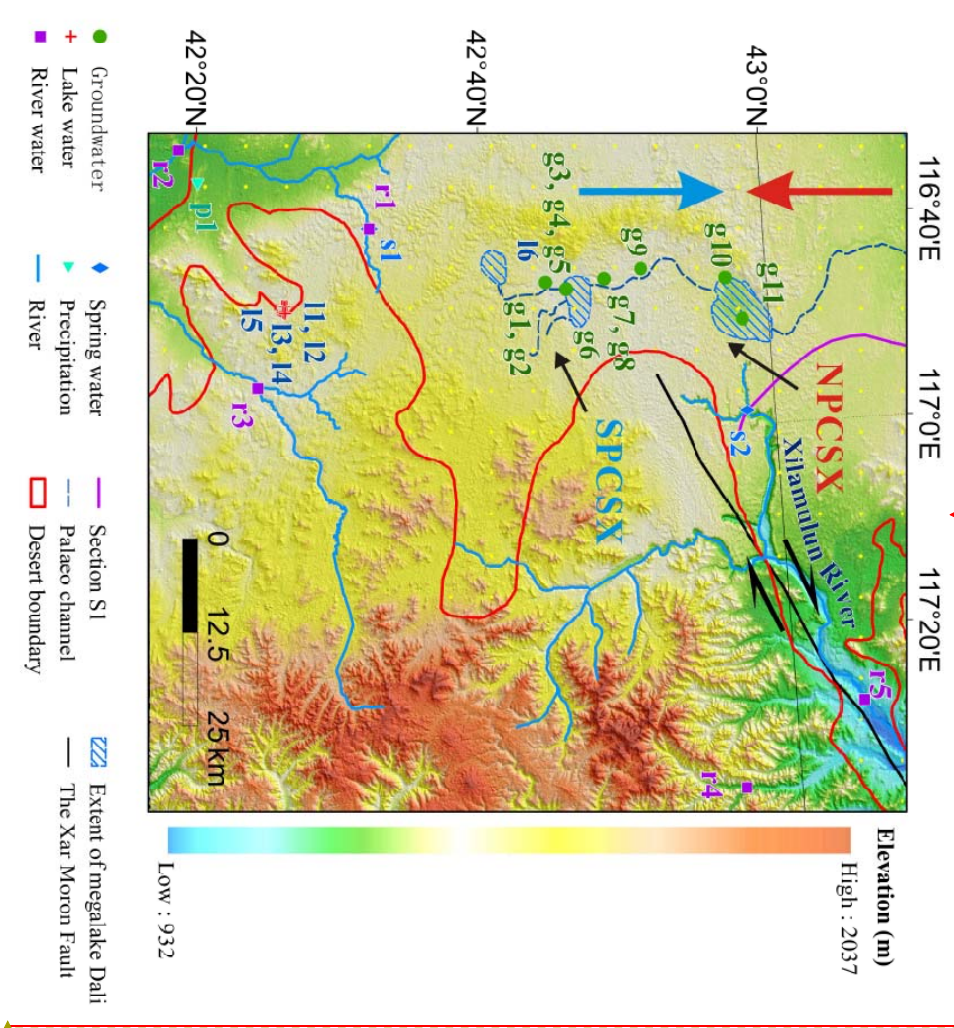 116°40'E
117°0'E
117°20'E
43°0'N
42°40'N
42°20'N
g10
g11
g9
g3, g4, g5
l6
g7, g8
g6
g1, g2
NPCSX
SPCSX
s2
Xilamulun River
r5
r4
r1
s1
r2
p1
l1, l2
l3, l4
l5
r3
0 12.5 25 km
Elevation (m)
High : 2037
Low : 932
Groundwater
Lake water
River water
Spring water
Precipitation
River
Section S1
Palaeo channel
Desert boundary
Extent of megalake Dali
The Xar Moron Fault